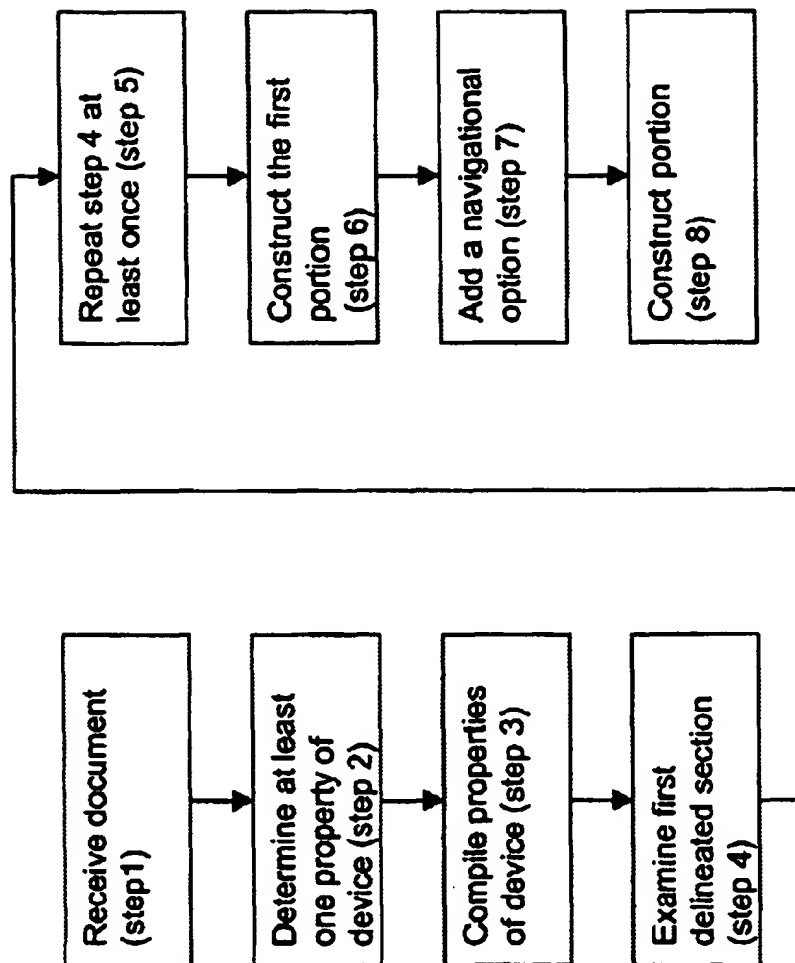 Receive document
(step1)
Determine at least
one property of
device (step 2)
Compile properties
of device (step 3)
Examine first
delineated section
(step 4)
Repeat step 4 at
least once (step 5)
Construct the first
portion
(step 6)
Add a navigational
option (step 7)
Construct portion
(step 8)